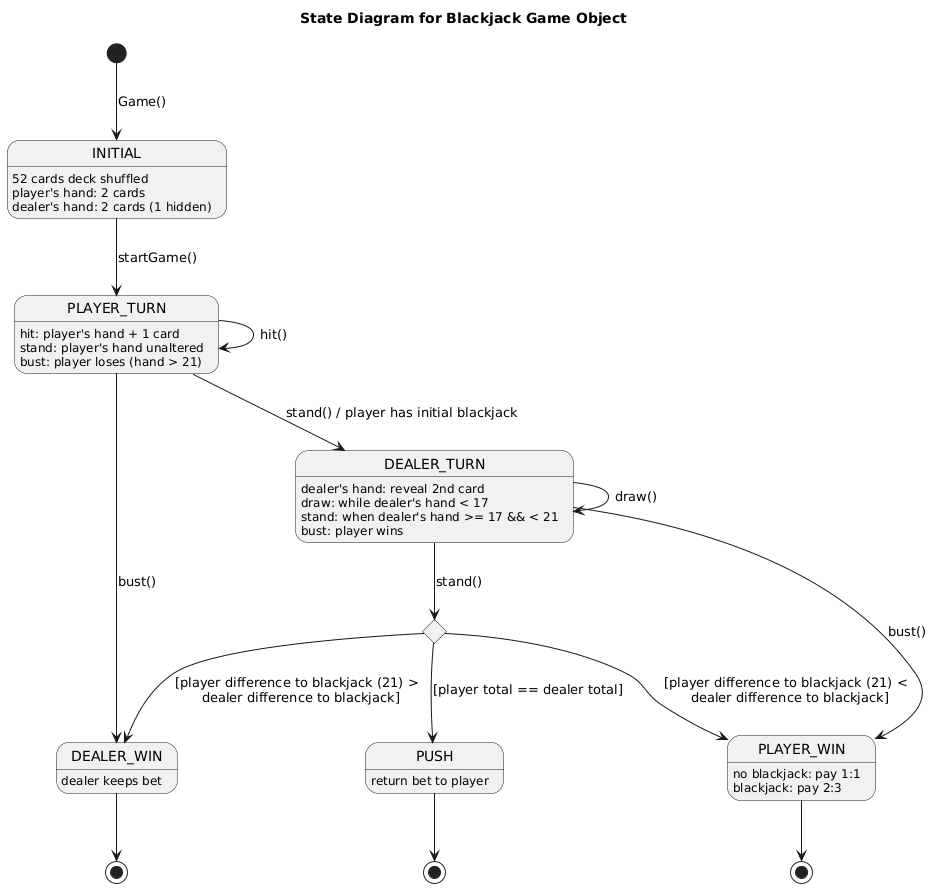 State Diagram for Blackjack Game Object
Game()
INITIAL
52 cards deck shuffled
player's hand: 2 cards
dealer's hand: 2 cards (1 hidden)
startGame()
PLAYER_TURN
hit: player's hand + 1 card
stand: player's hand unaltered
bust: player loses (hand > 21)
hit()
stand() / player has initial blackjack
DEALER_TURN
dealer's hand: reveal 2nd card
draw: while dealer's hand < 17
stand: when dealer's hand >= 17 && < 21
bust: player wins
draw()
bust()
stand()
bust()
[player difference to blackjack (21) >
dealer difference to blackjack]
[player total == dealer total]
[player difference to blackjack (21) <
dealer difference to blackjack]
DEALER_WIN
dealer keeps bet
PUSH
return bet to player
PLAYER_WIN
no blackjack: pay 1:1
blackjack: pay 2:3